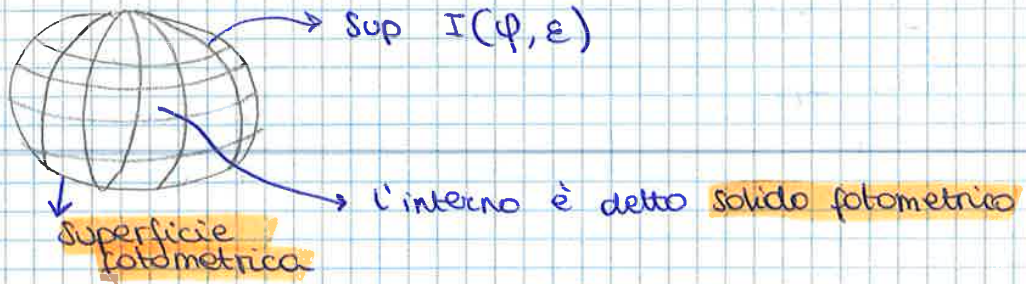 Sup I(φ, ε)
l'interno è detto solido fotometrico
Superficie
fotometrica